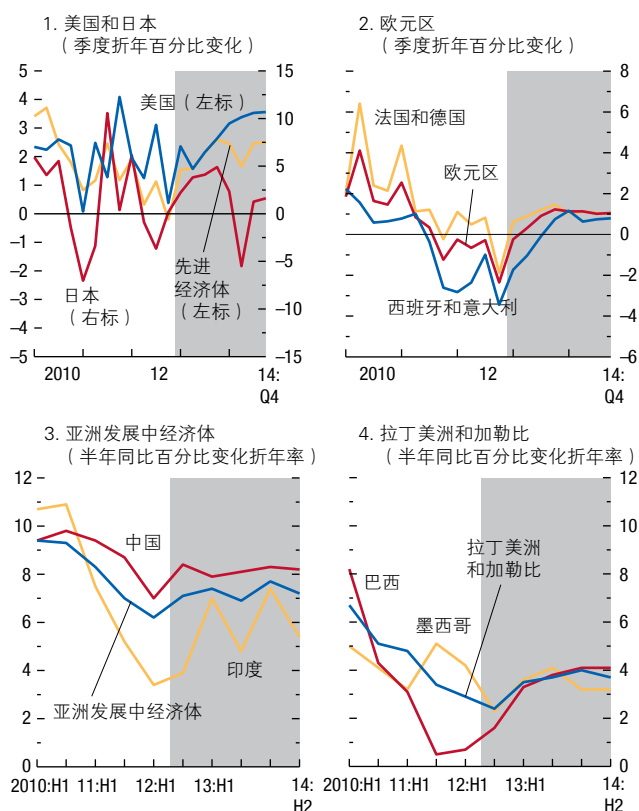 1. 美国和日本
（季度折年百分比变化）
5
4
3
2
1
0
–1
–2
–3
–4
–5
15
10
5
0
–5
–10
–15
美国（左标）
日本
（右标）
先进
经济体
（左标）
2010
12
14:
Q4
2. 欧元区
（季度折年百分比变化）
8
6
4
2
0
–2
–4
–6
法国和德国
欧元区
西班牙和意大利
2010
12
14:
Q4
3. 亚洲发展中经济体
（半年同比百分比变化折年率）
12
10
8
6
4
2
0
中国
印度
亚洲发展中经济体
2010:H1
11:H1
12:H1
13:H1
14:
H2
4. 拉丁美洲和加勒比
（半年同比百分比变化折年率）
12
10
8
6
4
2
0
巴西
墨西哥
拉丁美洲
和加勒比
2010:H1
11:H1
12:H1
13:H1
14:
H2